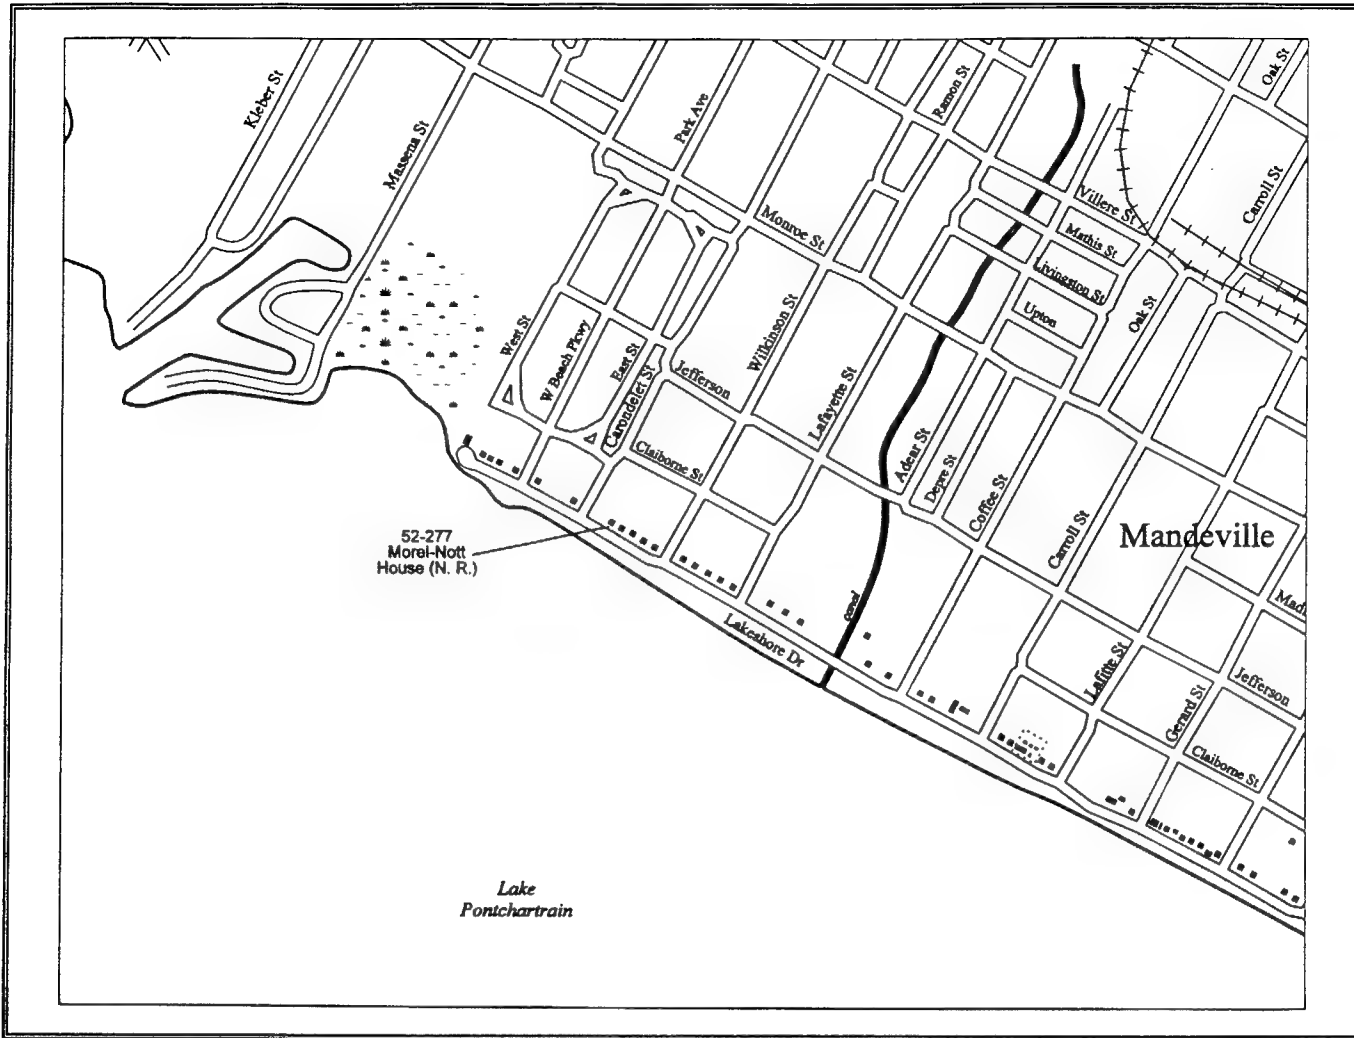 Kleber St
Massena St
Park Ave
Ramon St
Oak St
Carroll St
Villere St
Mathis St
Livingston St
Upton
Oak St
Monroe St
West St
W Beach Pkwy
East St
Carondelet St
Jefferson
Wilkinson St
Lafayette St
Claiborne St
Adear St
Depre St
Coffee St
Carroll St
Mandeville
52-277
Morel-Nott
House (N. R.)
canal
Lakeshore Dr
Madi
Lafitte St
Gerard St
Jefferson
Claiborne St
Lake
Pontchartrain